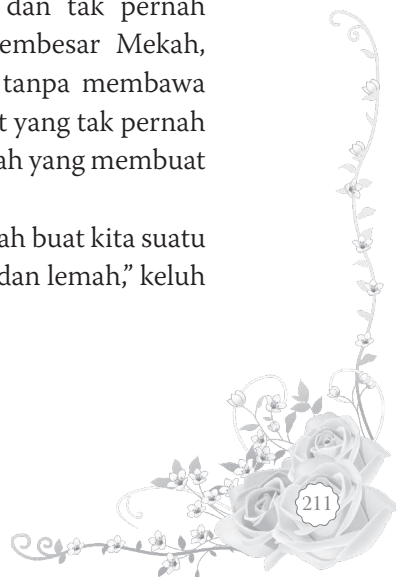 dan tak pernah
embesar Mekah,
tanpa membawa
t yang tak pernah
ah yang membuat
ah buat kita suatu
dan lemah,” keluh
211